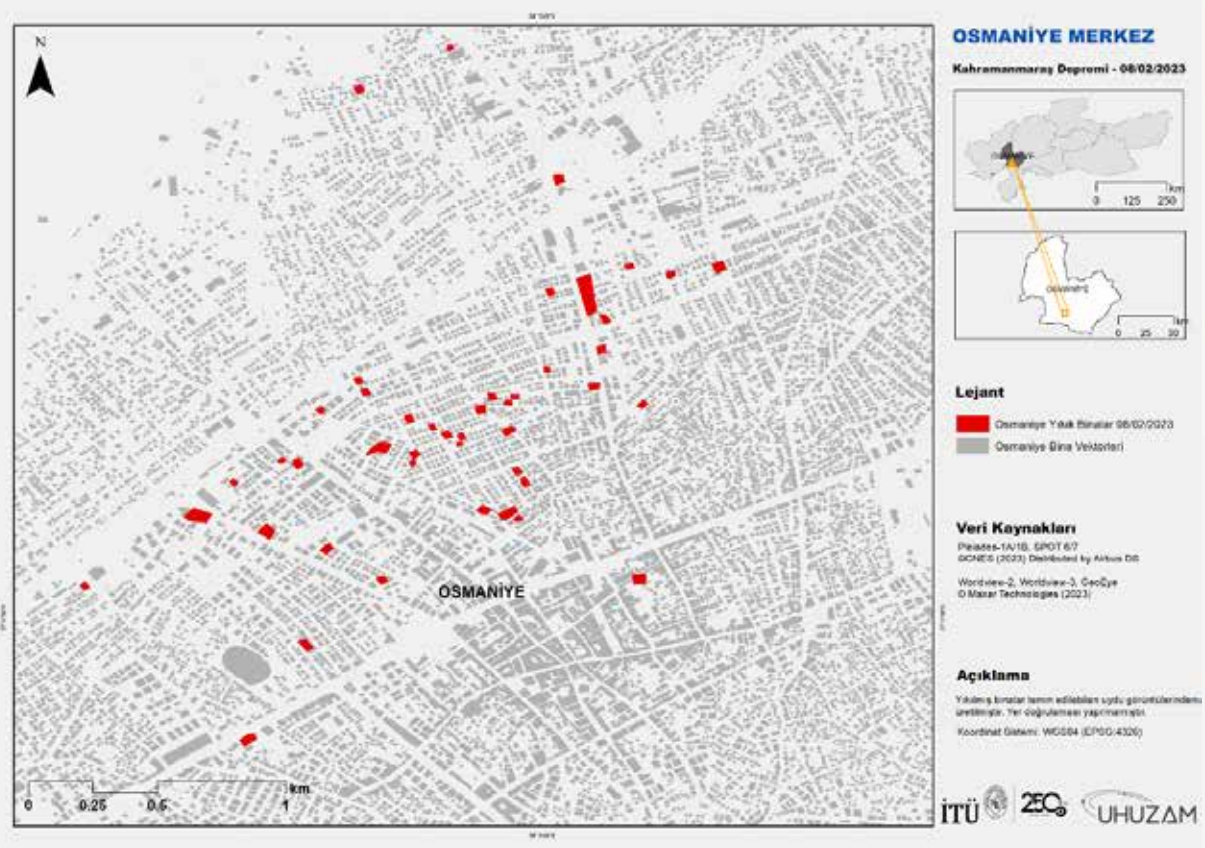 N
OSMANİYE
km
0
0.25
0.5
1
OSMANİYE MERKEZ
Kahramanmaraş Depremi - 08/02/2023
km
0 125 250
OSMANİYE
km
0 25 50
Lejant
Osmaniye Yıkık Binalar 08/02/2023
Osmaniye Bina Vektörleri
Veri Kaynakları
Pleiades-1A/1B, SPOT 6/7
©CNES (2023) Distributed by Airbus DS
Worldview-2, Worldview-3, GeoEye
© Maxar Technologies (2023)
Açıklama
Yıkılmış binalar temin edilebilen uydu görüntülerinden
üretilmiştir. Yer doğrulaması yapılmamıştır.
Koordinat Sistemi: WGS84 (EPSG:4326)
İTÜ
250
UHUZAM